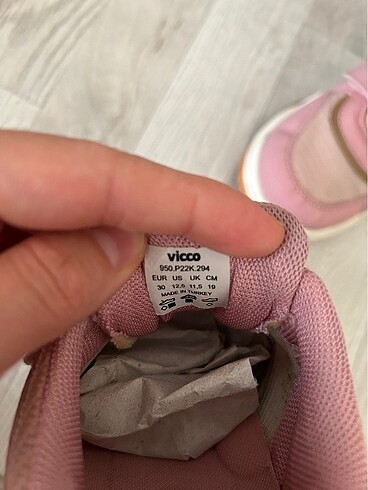 vicco
950.P22K.294
EUR US UK CM
30 12,5 11,5 19
MADE IN TURKEY